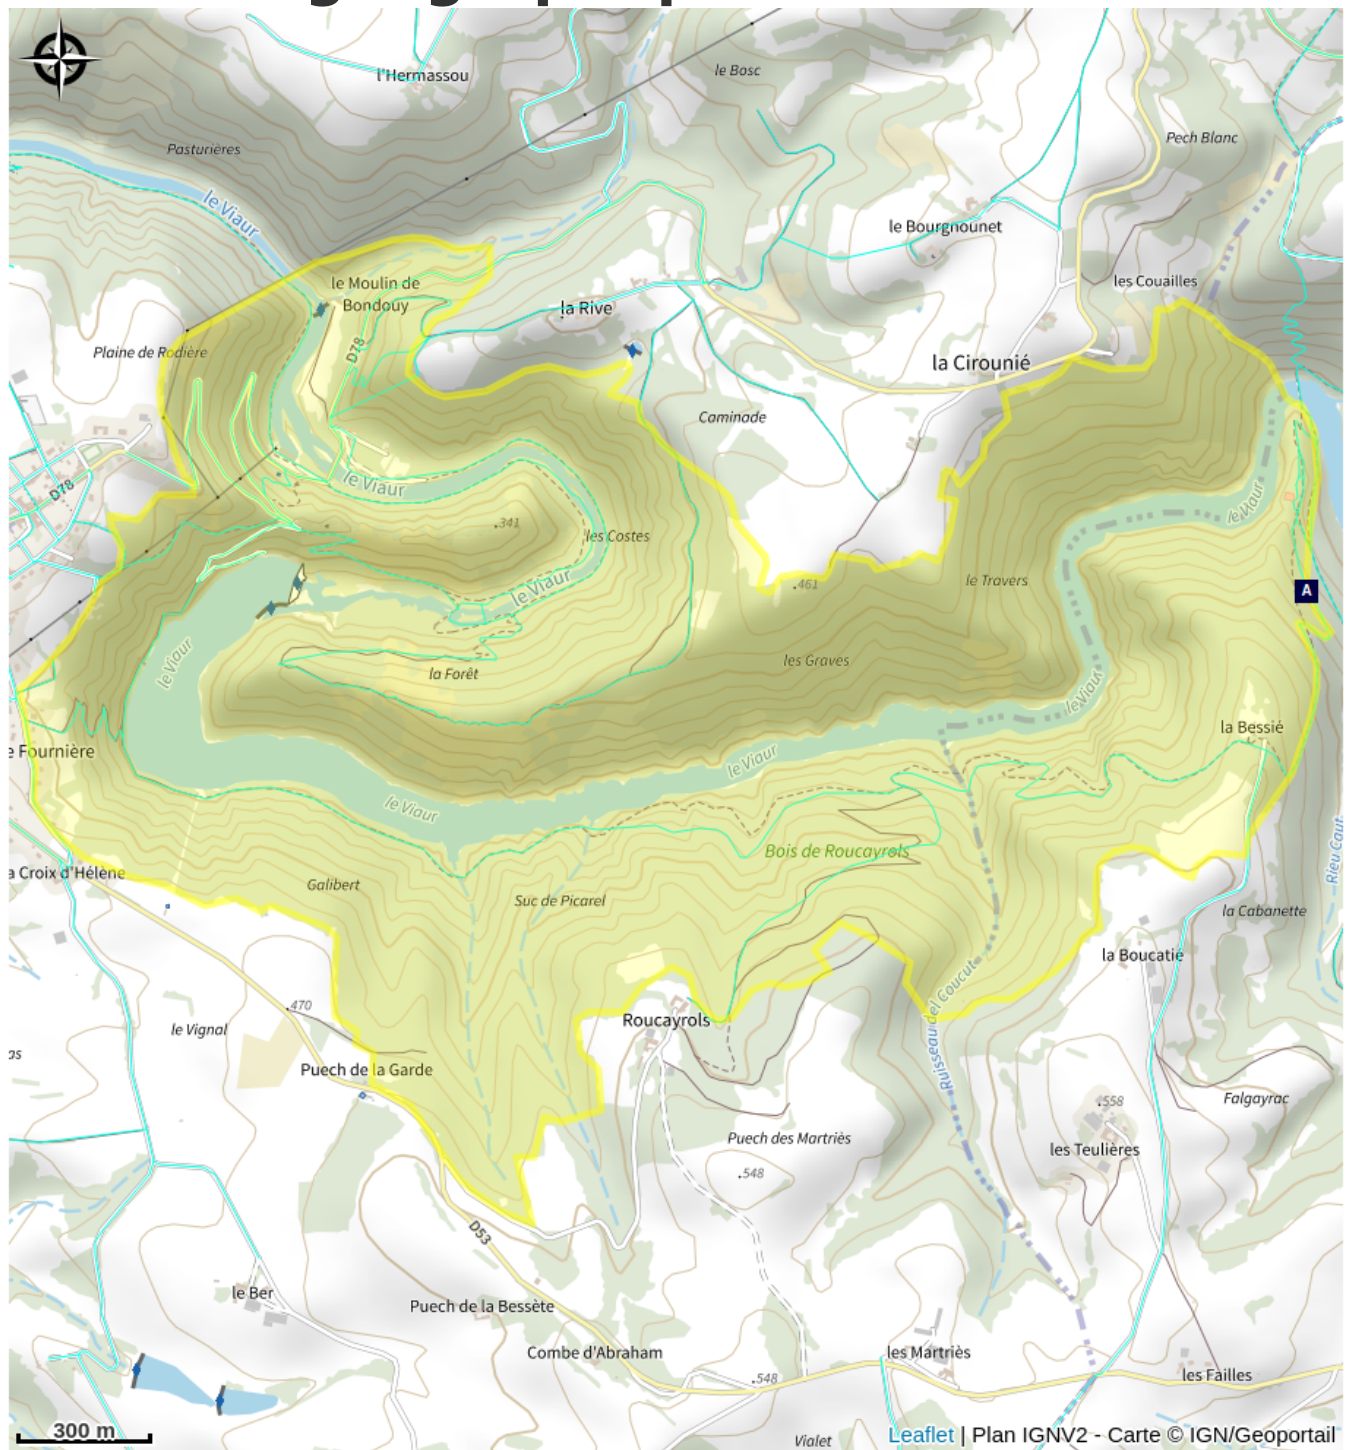 l'Hermassou
le Bosc
Pasturières
Pech Blanc
le Viaur
le Bourgnounet
le Moulin de
Bondouy
les Couailles
la Rive
D78
Plaine de Rodière
la Cirounié
Caminade
D78
le Viaur
le Viaur
.341
les Costes
le Viaur
.461
le Travers
A
le Viaur
la Forêt
les Graves
le Viaur
la Bessié
e Fournière
le Viaur
le Viaur
Bois de Roucayrols
Rieu Caut
a Croix d'Hélène
Galibert
Suc de Picarel
la Cabanette
la Boucatié
.470
Ruisseau del Coucut
le Vignal
Roucayrols
as
Puech de la Garde
.558
Falgayrac
Puech des Martriès
les Teulières
.548
D53
le Ber
Puech de la Bessète
Combe d'Abraham
les Martriès
.548
les Failles
300 m
Vialet
Leaflet | Plan IGNV2 - Carte © IGN/Geoportail